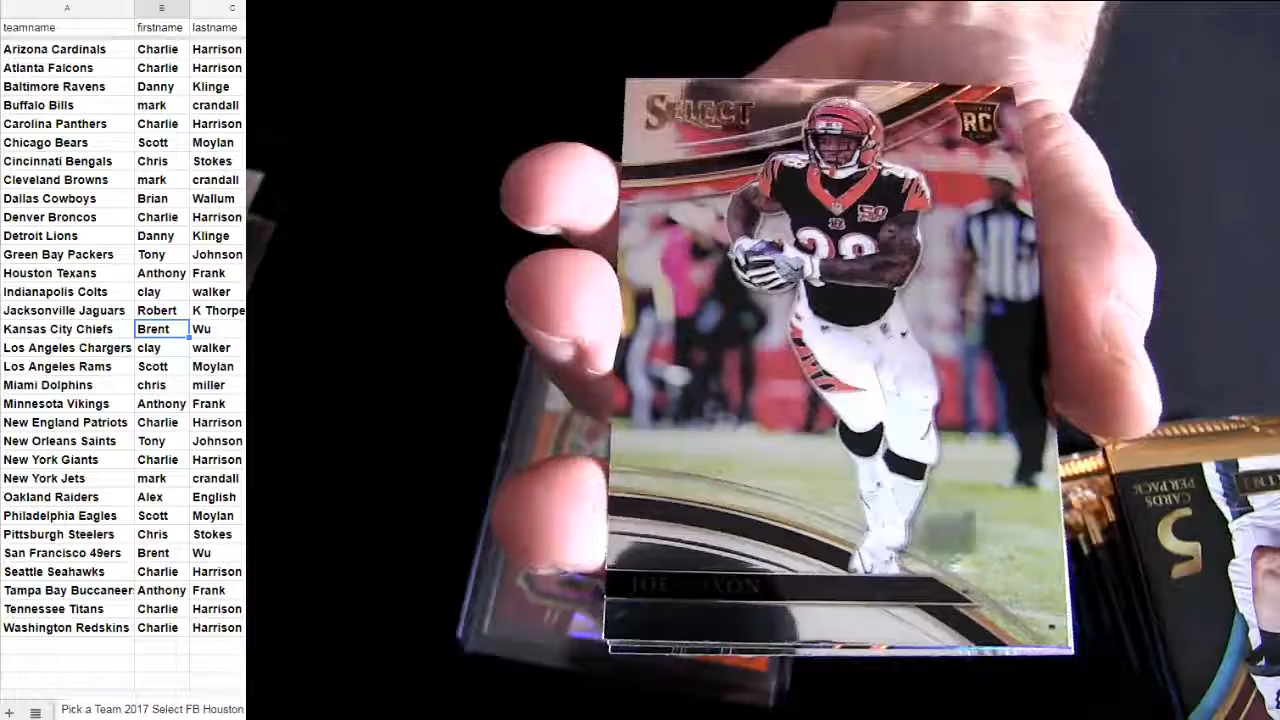 A B C
teamname firstname lastname
Arizona Cardinals Charlie Harrison
Atlanta Falcons Charlie Harrison
Baltimore Ravens Danny Klinge
Buffalo Bills mark crandall
Carolina Panthers Charlie Harrison
Chicago Bears Scott Moylan
Cincinnati Bengals Chris Stokes
Cleveland Browns mark crandall
Dallas Cowboys Brian Wallum
Denver Broncos Charlie Harrison
Detroit Lions Danny Klinge
Green Bay Packers Tony Johnson
Houston Texans Anthony Frank
Indianapolis Colts clay walker
Jacksonville Jaguars Robert K Thorpe
Kansas City Chiefs Brent Wu
Los Angeles Chargers clay walker
Los Angeles Rams Scott Moylan
Miami Dolphins chris miller
Minnesota Vikings Anthony Frank
New England Patriots Charlie Harrison
New Orleans Saints Tony Johnson
New York Giants Charlie Harrison
New York Jets mark crandall
Oakland Raiders Alex English
Philadelphia Eagles Scott Moylan
Pittsburgh Steelers Chris Stokes
San Francisco 49ers Brent Wu
Seattle Seahawks Charlie Harrison
Tampa Bay Buccaneer Anthony Frank
Tennessee Titans Charlie Harrison
Washington Redskins Charlie Harrison
Pick a Team 2017 Select FB Houston
SELECT
RC
50
28
JOE
5
CARDS
PER PACK